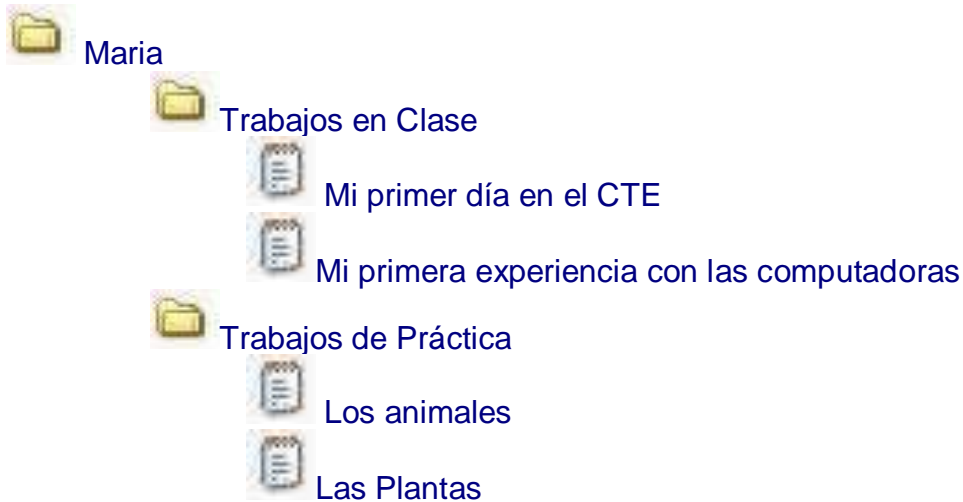 Maria
Trabajos en Clase
Mi primer día en el CTE
Mi primera experiencia con las computadoras
Trabajos de Práctica
Los animales
Las Plantas